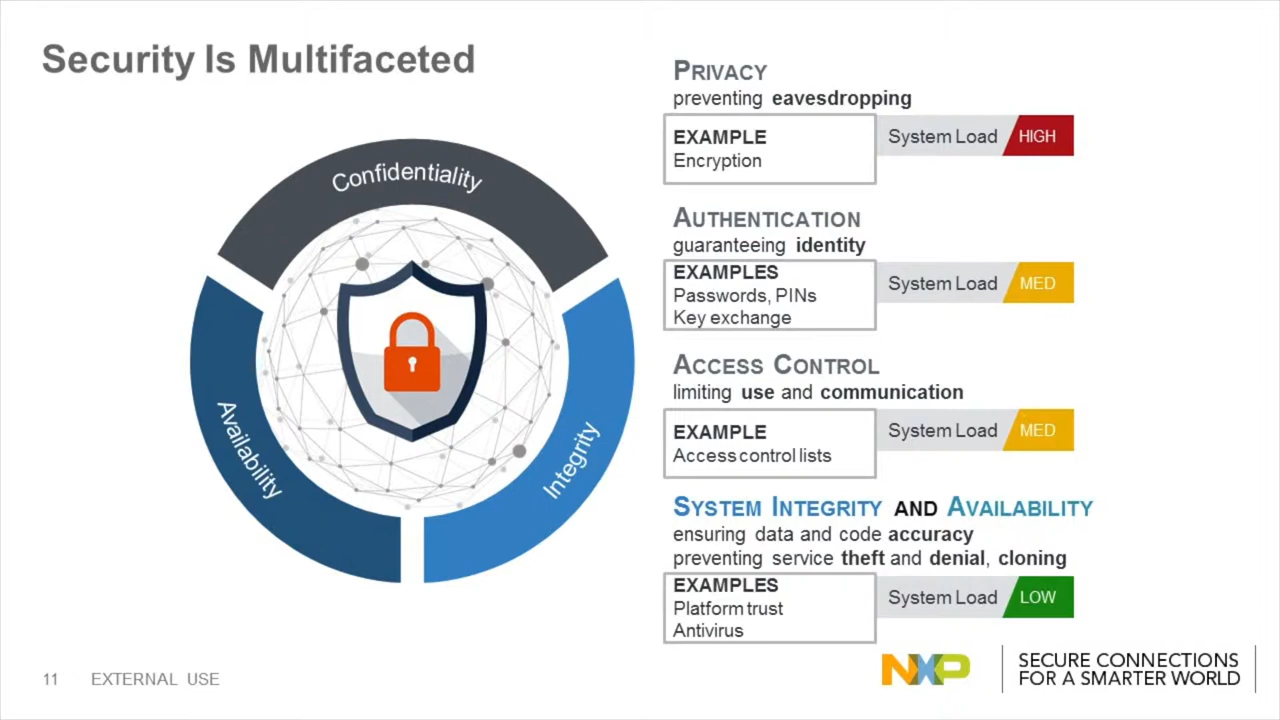 Security Is Multifaceted
Confidentiality
Availability
Integrity
PRIVACY
preventing eavesdropping
EXAMPLE
Encryption
System Load HIGH
AUTHENTICATION
guaranteeing identity
EXAMPLES
Passwords, PINs
Key exchange
System Load MED
ACCESS CONTROL
limiting use and communication
EXAMPLE
Access control lists
System Load MED
SYSTEM INTEGRITY AND AVAILABILITY
ensuring data and code accuracy
preventing service theft and denial, cloning
EXAMPLES
Platform trust
Antivirus
System Load LOW
11 EXTERNAL USE
NXP
SECURE CONNECTIONS
FOR A SMARTER WORLD